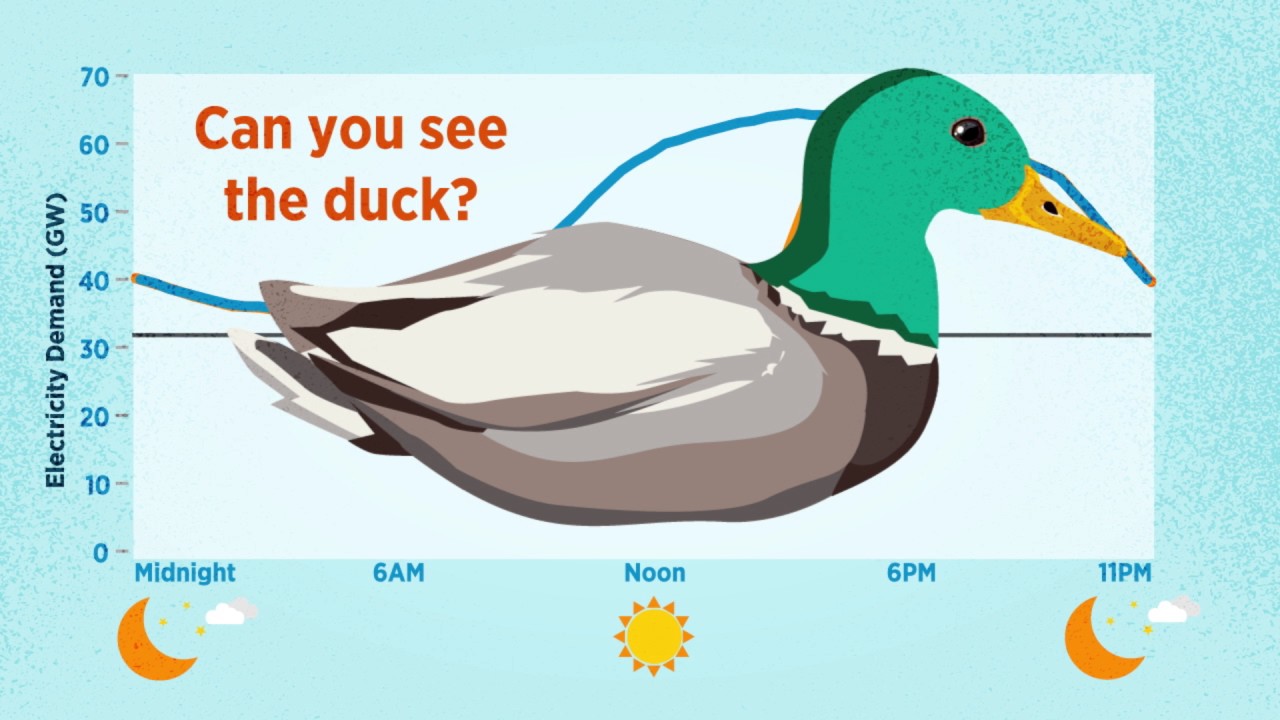 Can you see
the duck?
Electricity Demand (GW)
70
60
50
40
30
20
10
0
Midnight
6AM
Noon
6PM
11PM